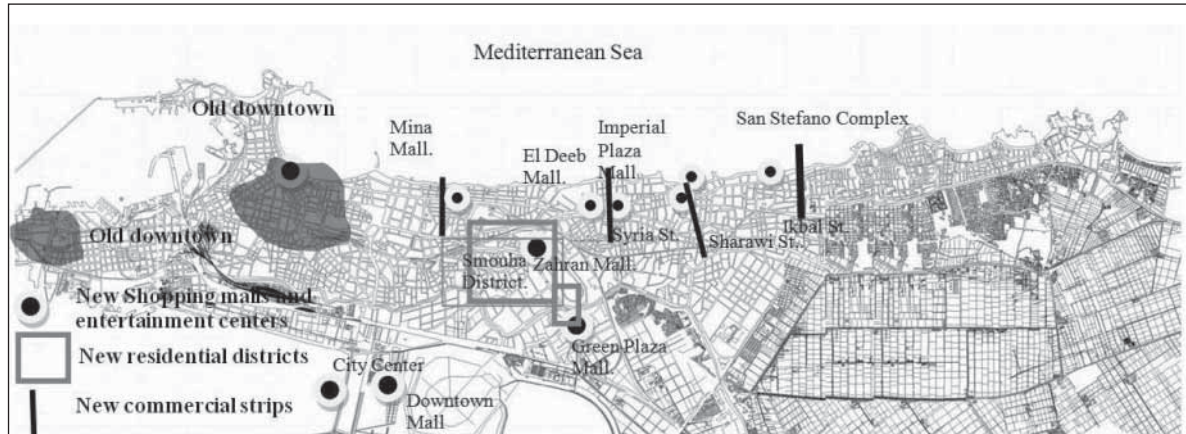 Mediterranean Sea
Old downtown
Mina
Mall.
El Deeb
Mall.
Imperial
Plaza
Mall.
San Stefano Complex
Old downtown
Syria St.
Sharawi St..
Ikbal St..
Smouha
District.
Zahran Mall.
New Shopping malls and
entertainment centers
New residential districts
City Center
Green Plaza
Mall.
New commercial strips
Downtown
Mall